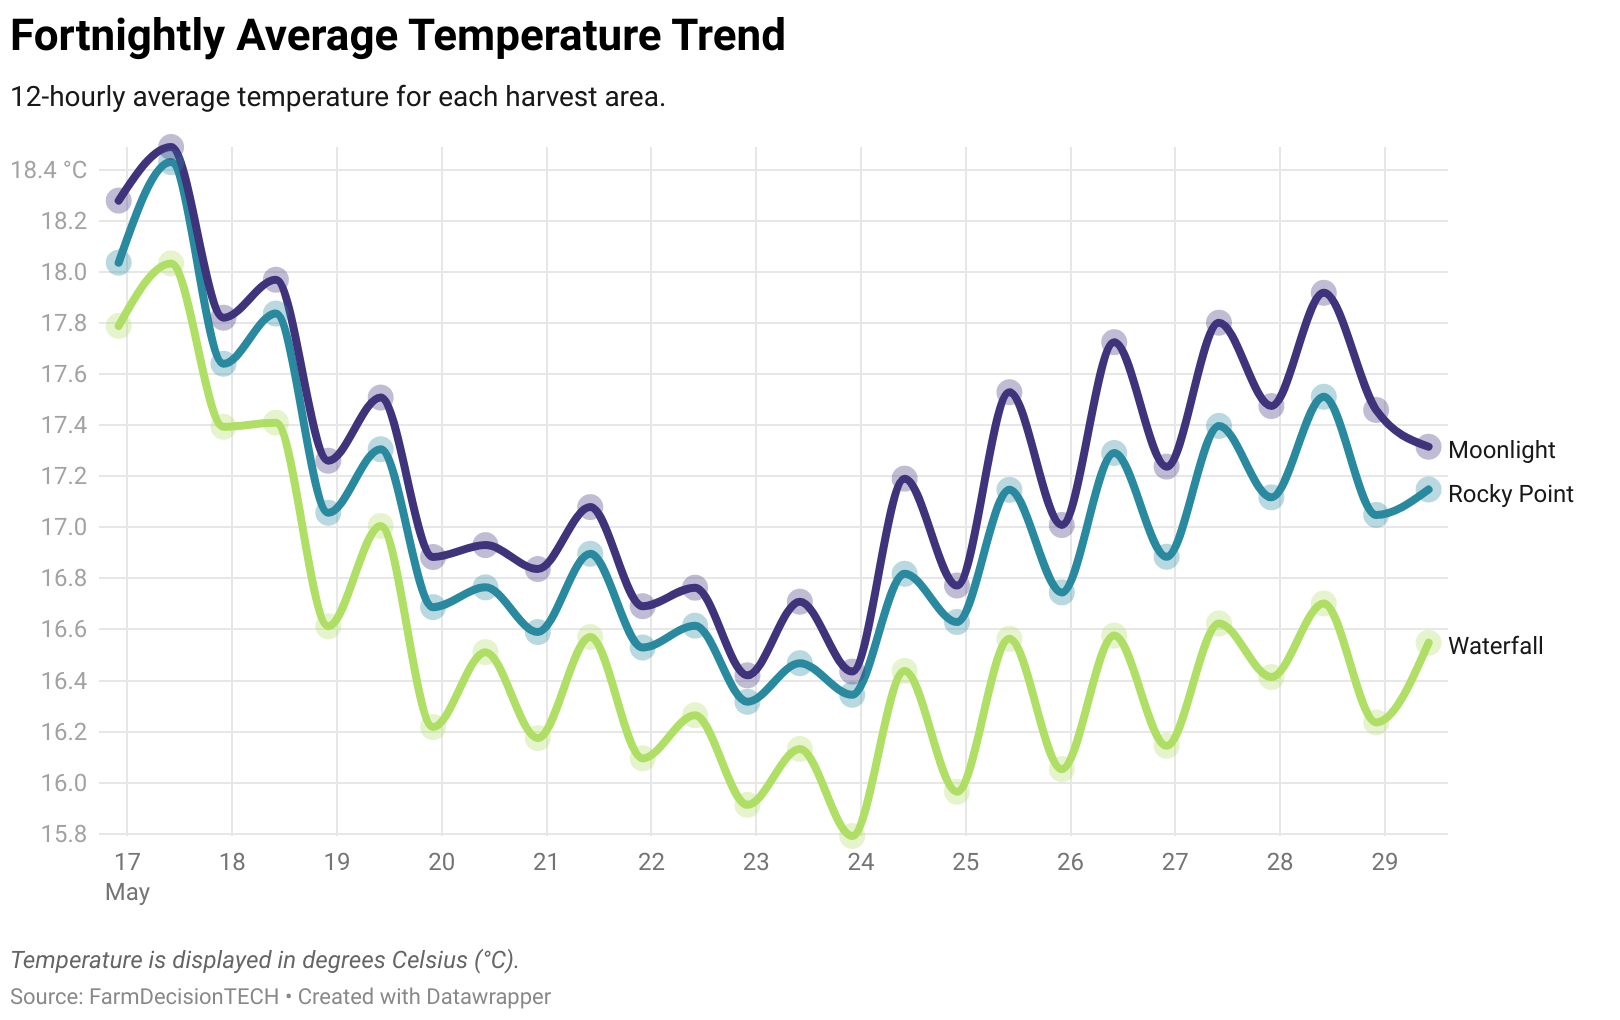 Fortnightly Average Temperature Trend
12-hourly average temperature for each harvest area.
18.4 °C
18.2
18.0
17.8
17.6
17.4
17.2
17.0
16.8
16.6
16.4
16.2
16.0
15.8
Moonlight
Rocky Point
Waterfall
17 18 19 20 21 22 23 24 25 26 27 28 29
May
Temperature is displayed in degrees Celsius (°C).
Source: FarmDecisionTECH • Created with Datawrapper